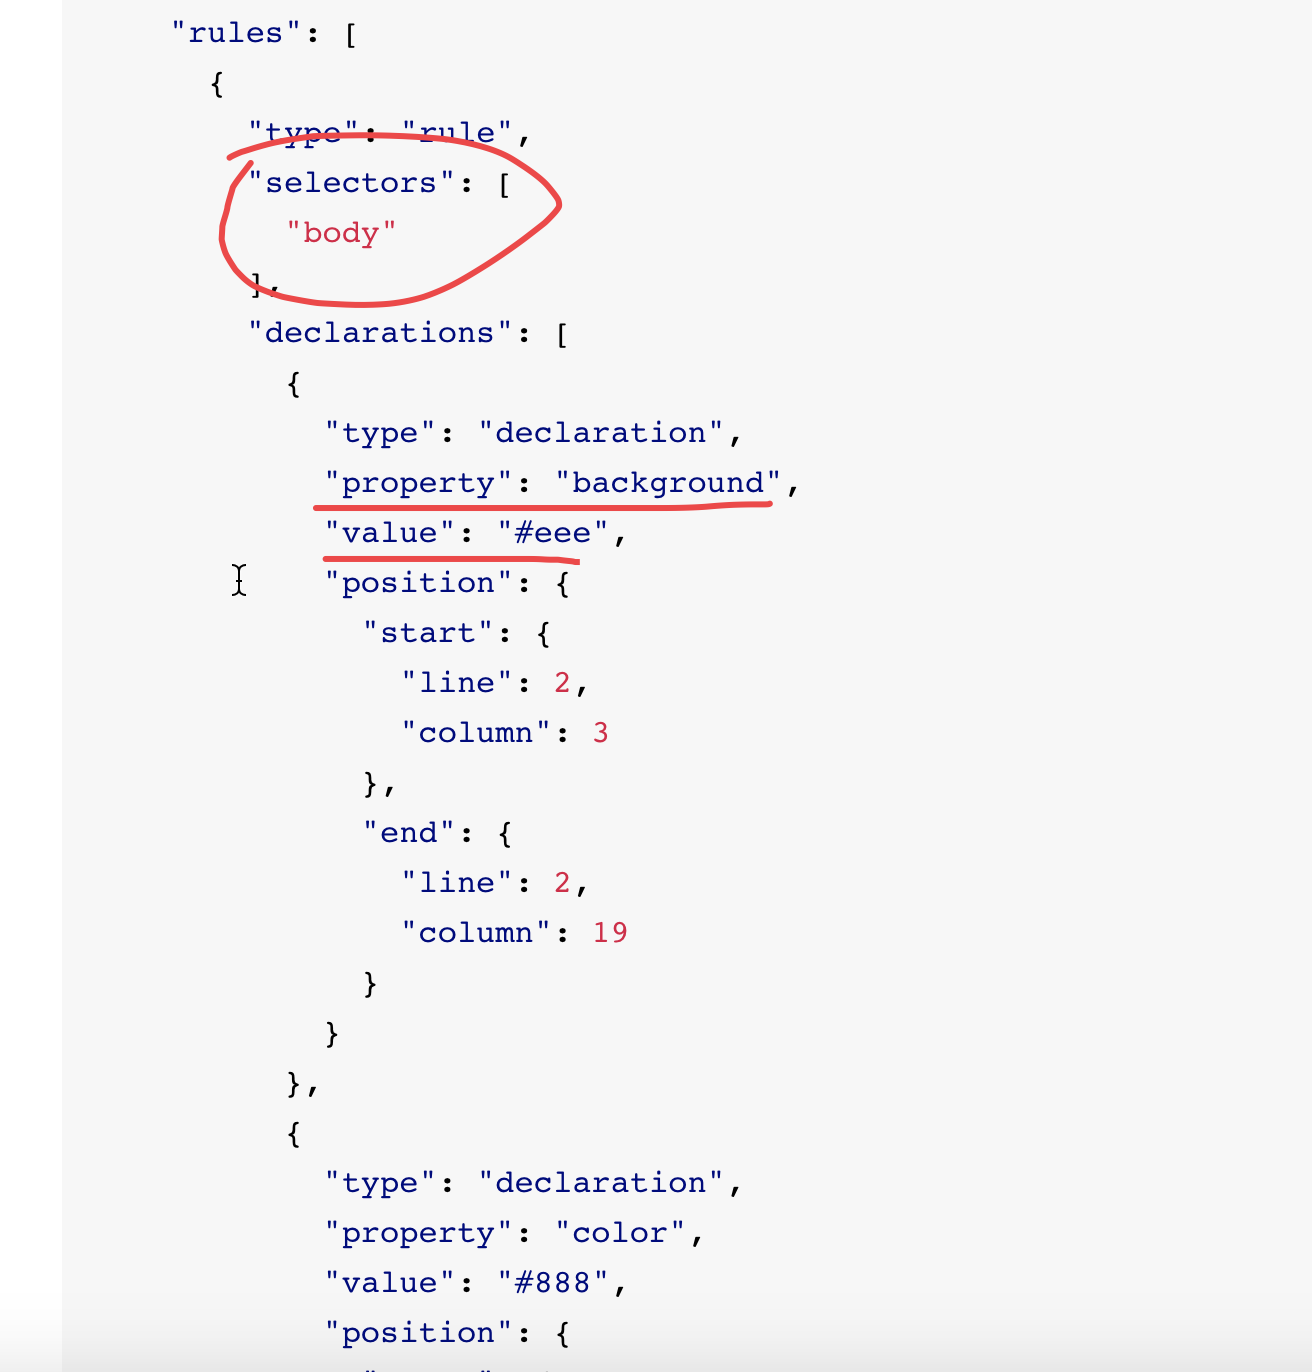 "rules": [
{
"type": "rule",
"selectors": [
"body"
],
"declarations": [
{
"type": "declaration",
"property": "background",
"value": "#eee",
"position": {
"start": {
"line": 2,
"column": 3
},
"end": {
"line": 2,
"column": 19
}
}
},
{
"type": "declaration",
"property": "color",
"value": "#888",
"position": {